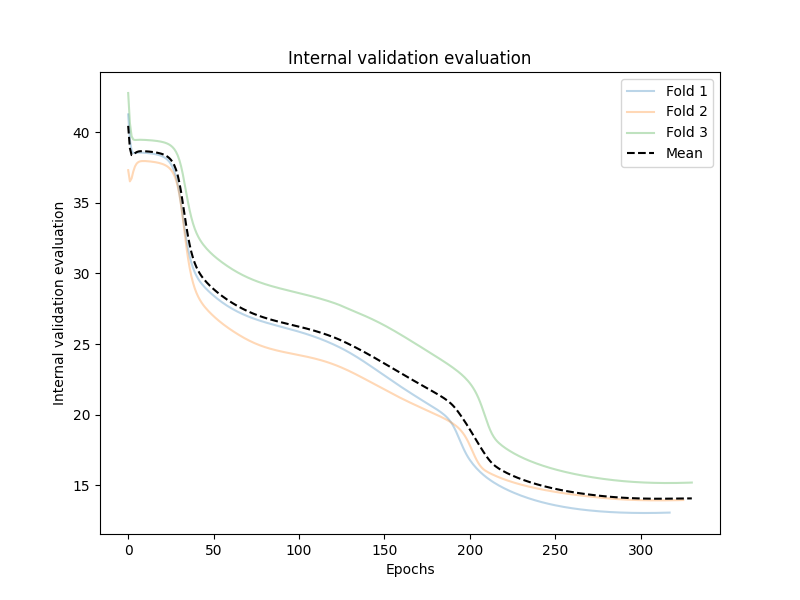 Internal validation evaluation
Fold 1
Fold 2
Fold 3
Mean
Internal validation evaluation
40
35
30
25
20
15
0 50 100 150 200 250 300
Epochs